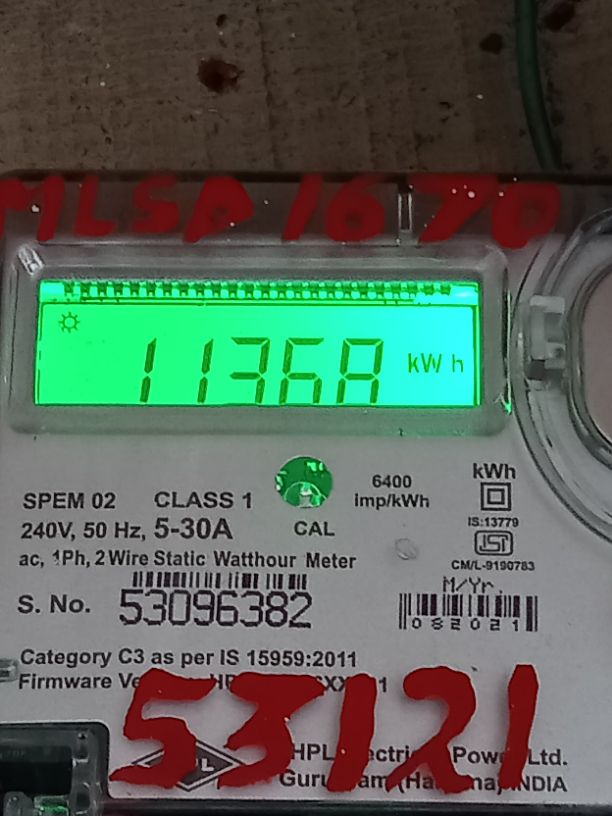 MLSP 1670
11368 kWh
6400 kWh
SPEM 02 CLASS 1 imp/kWh
240V, 50 Hz, 5-30A CAL IS:13779
ac, 1Ph, 2 Wire Static Watthour Meter CM/L-9190783
M/Yr.
S. No. 53096382 082021
Category C3 as per IS 15959:2011
Firmware
53121
HPL Power Ltd.
INDIA